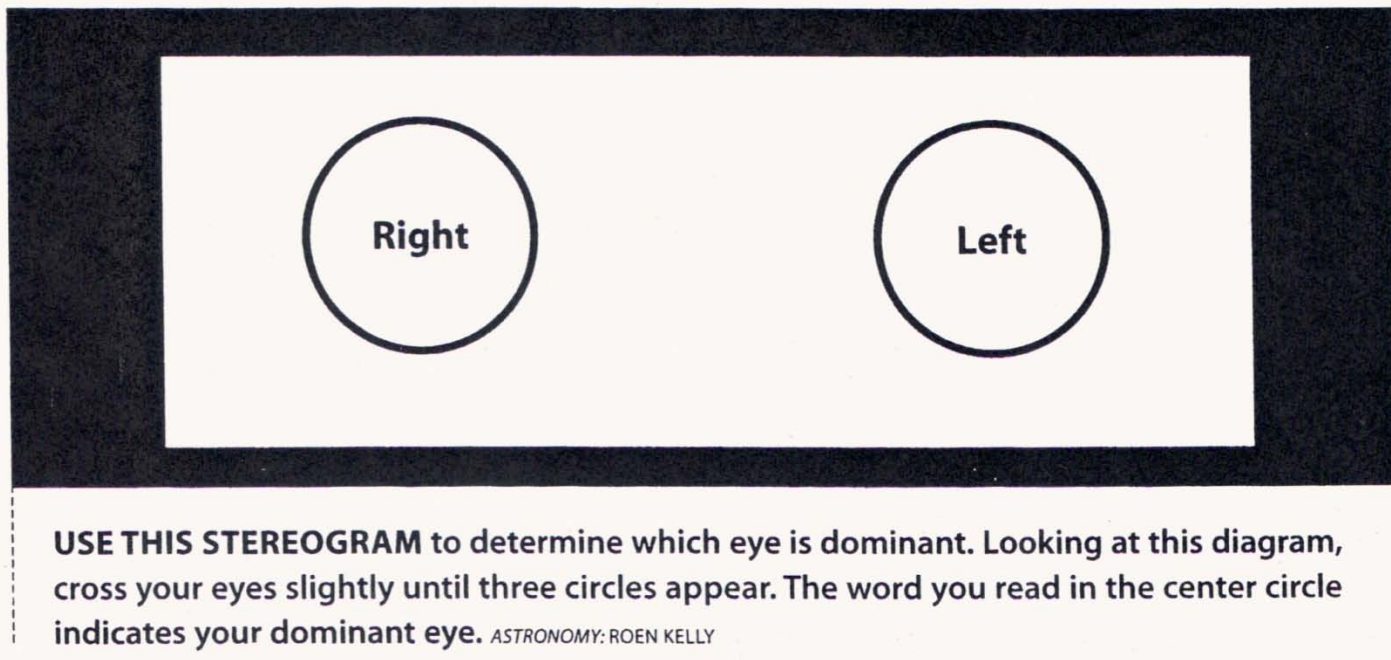 Right Left
USE THIS STEREOGRAM to determine which eye is dominant. Looking at this diagram,
cross your eyes slightly until three circles appear. The word you read in the center circle
indicates your dominant eye. ASTRONOMY: ROEN KELLY